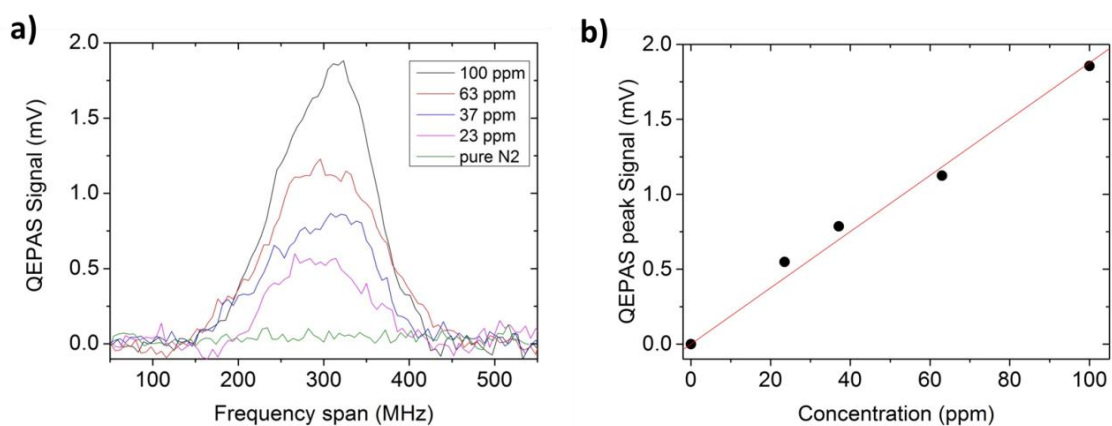 a)
2.0
1.5
1.0
0.5
0.0
QEPAS Signal (mV)
100 ppm
63 ppm
37 ppm
23 ppm
pure N2
100 200 300 400 500
Frequency span (MHz)
b)
2.0
1.5
1.0
0.5
0.0
QEPAS peak Signal (mV)
0 20 40 60 80 100
Concentration (ppm)